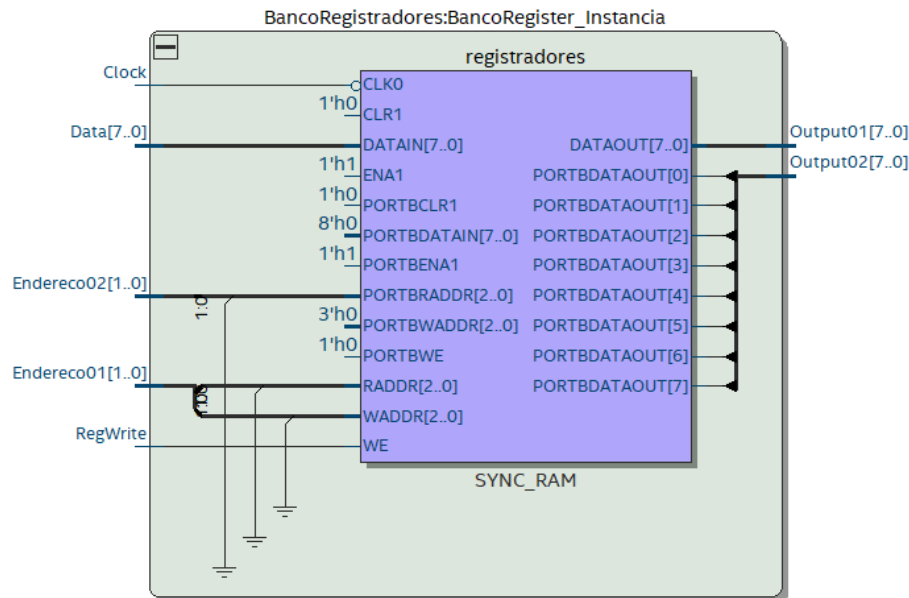 BancoRegistradores:BancoRegister_Instancia
registradores
Clock
CLK0
1'h0
CLR1
Data[7..0]
DATAIN[7..0]
DATAOUT[7..0]
Output01[7..0]
1'h1
ENA1
PORTBDATAOUT[0]
Output02[7..0]
1'h0
PORTBCLR1
PORTBDATAOUT[1]
8'h0
PORTBDATAIN[7..0]
PORTBDATAOUT[2]
1'h1
PORTBENA1
PORTBDATAOUT[3]
Endereco02[1..0]
1:0
PORTBRADDR[2..0]
PORTBDATAOUT[4]
3'h0
PORTBWADDR[2..0]
PORTBDATAOUT[5]
1'h0
PORTBWE
PORTBDATAOUT[6]
Endereco01[1..0]
RADDR[2..0]
PORTBDATAOUT[7]
WADDR[2..0]
RegWrite
WE
SYNC_RAM